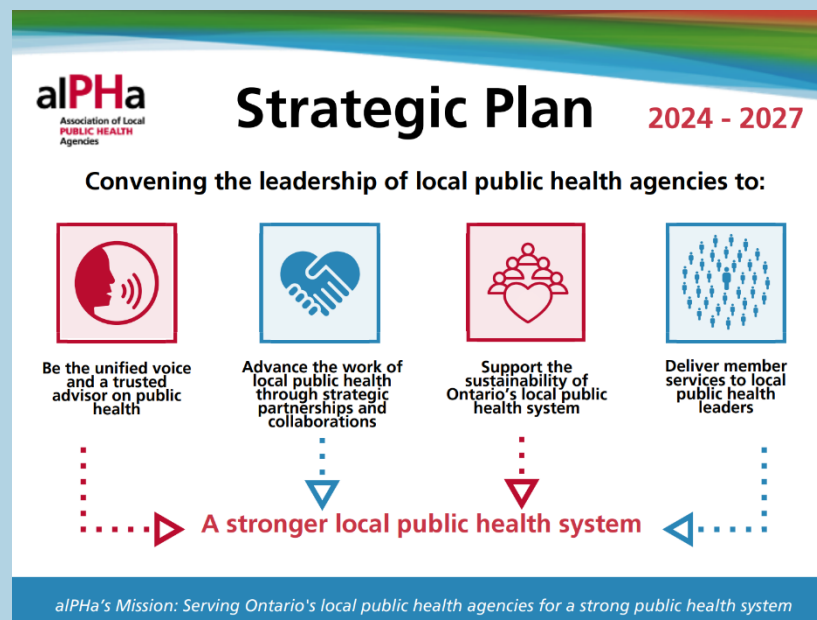 alPHa
Association of Local
PUBLIC HEALTH
Agencies
Strategic Plan
2024 - 2027
Convening the leadership of local public health agencies to:
Be the unified voice
and a trusted
advisor on public
health
Advance the work of
local public health
through strategic
partnerships and
collaborations
Support the
sustainability of
Ontario's local public
health system
Deliver member
services to local
public health
leaders
A stronger local public health system
alPHa's Mission: Serving Ontario's local public health agencies for a strong public health system